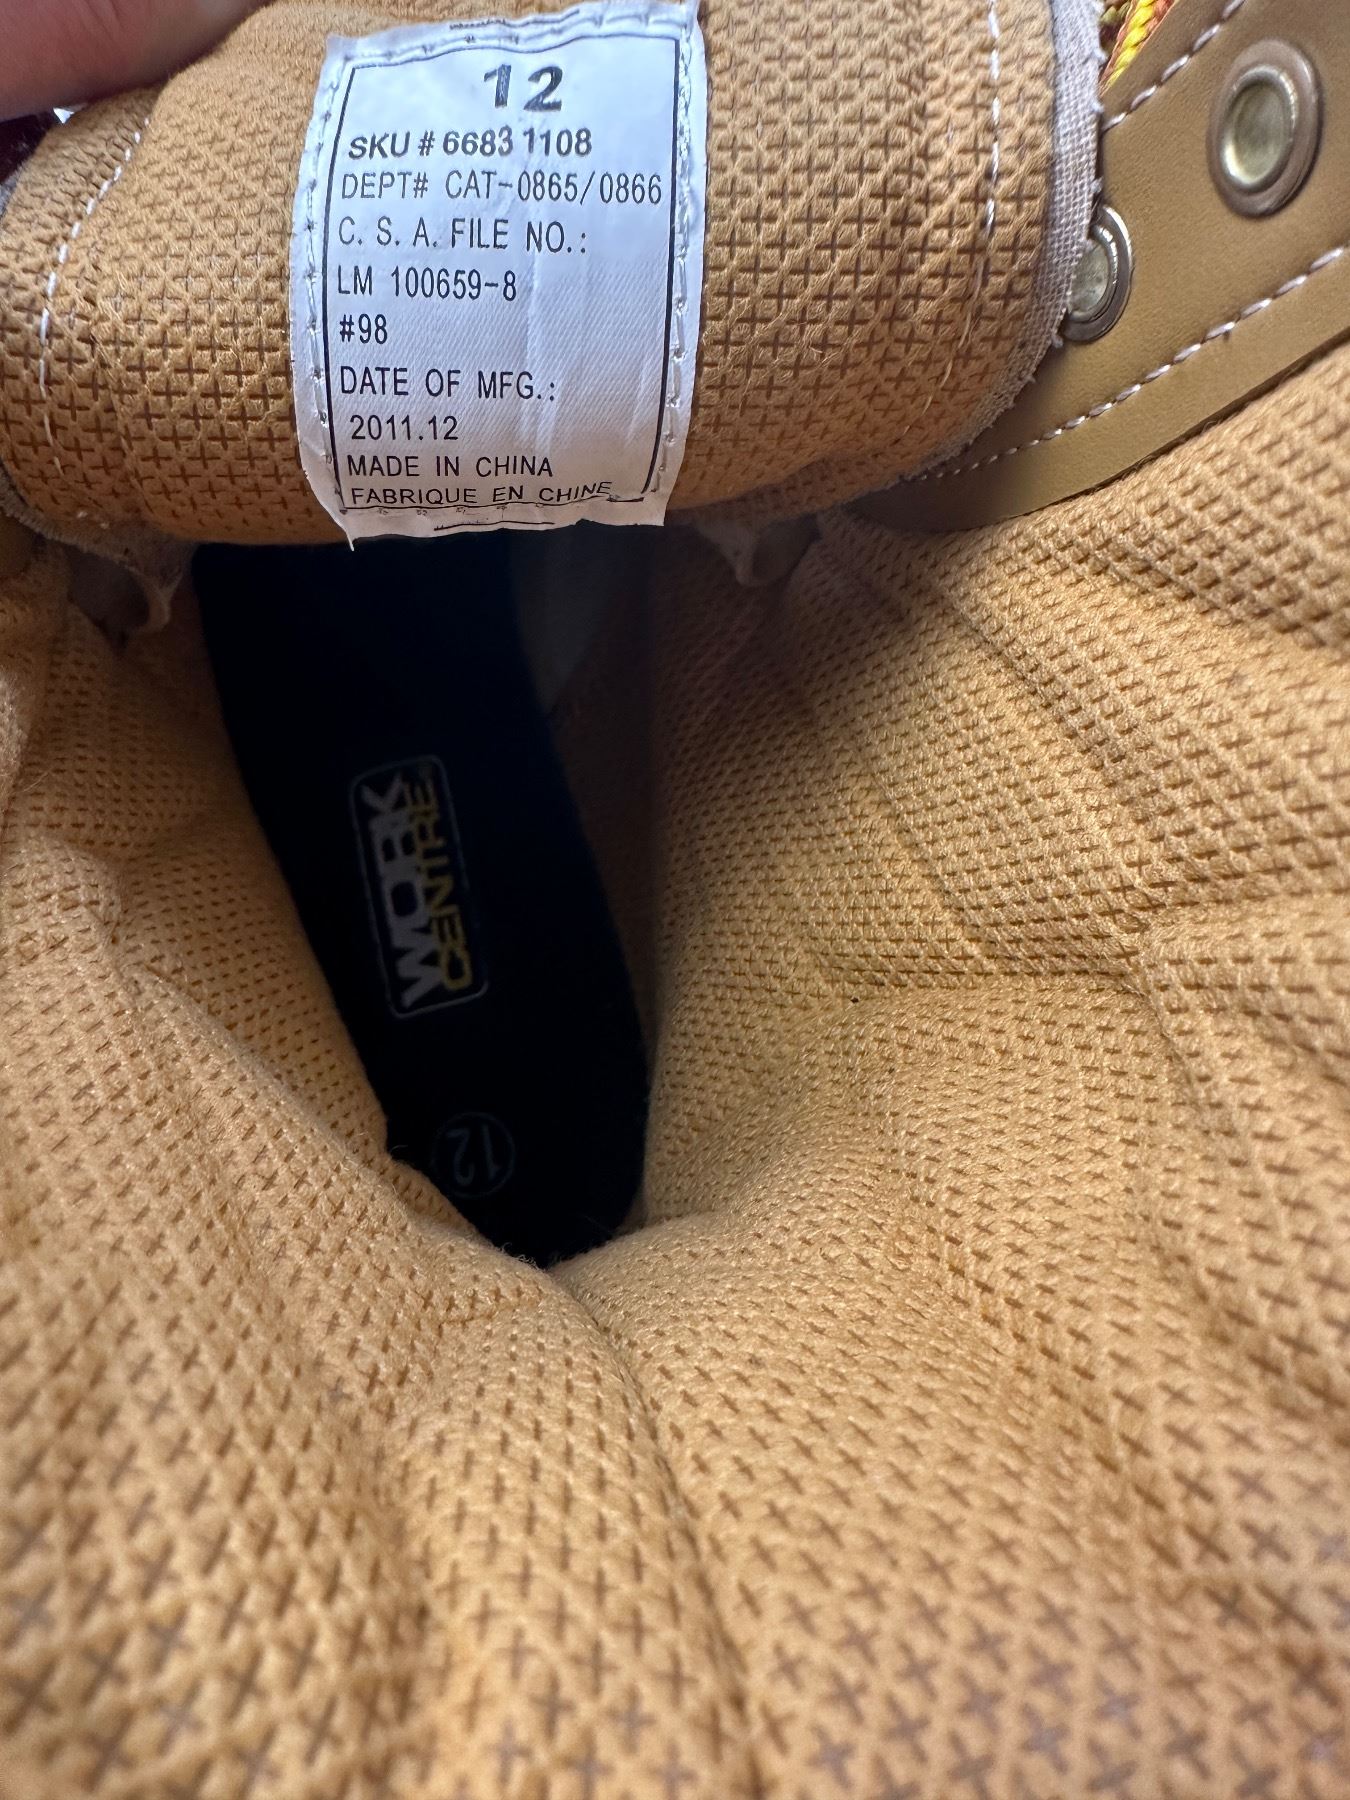 12
SKU # 6683 1108
DEPT# CAT-0865/0866
C. S. A. FILE NO.:
LM 100659-8
#98
DATE OF MFG.:
2011.12
MADE IN CHINA
FABRIQUE EN CHINE
WORK
CENTRE
12